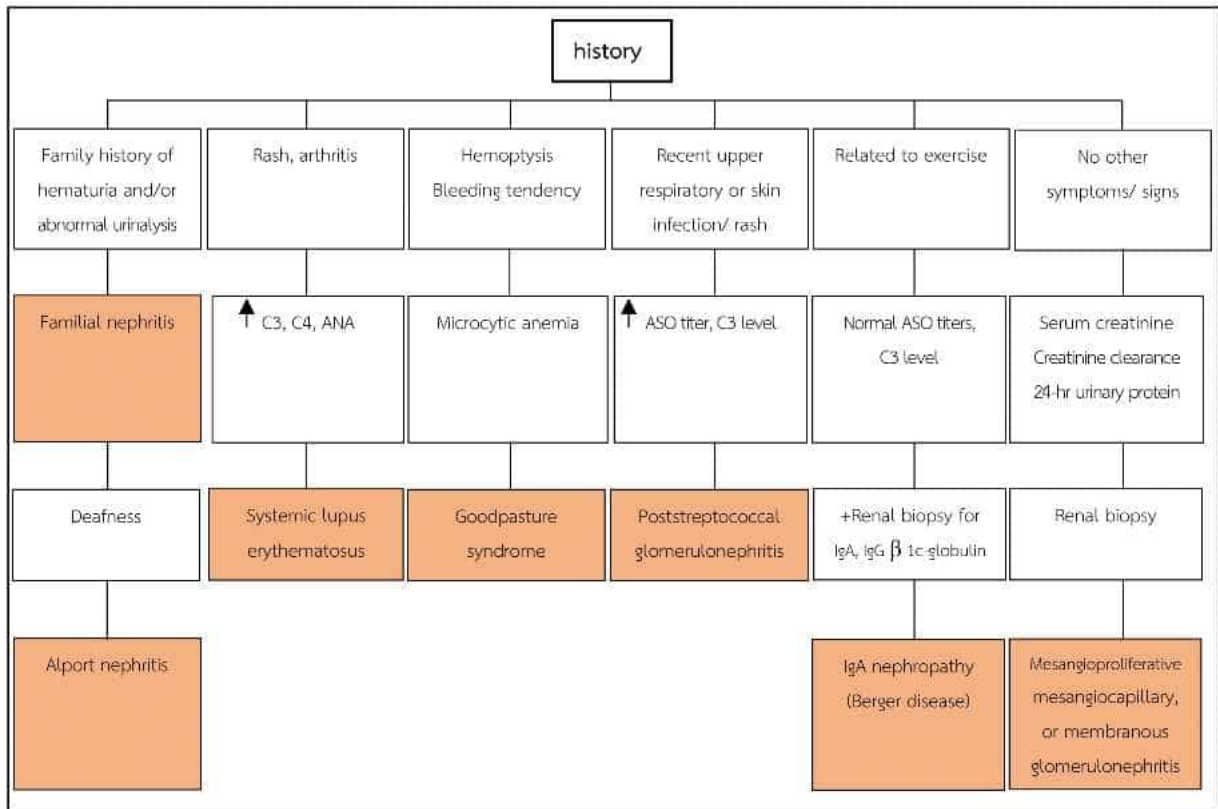 history
Family history of
hematuria and/or
abnormal urinalysis
Rash, arthritis
Hemoptysis
Bleeding tendency
Recent upper
respiratory or skin
infection/ rash
Related to exercise
No other
symptoms/ signs
Familial nephritis
↑ C3, C4, ANA
Microcytic anemia
↑ ASO titer, C3 level
Normal ASO titers,
C3 level
Serum creatinine
Creatinine clearance
24-hr urinary protein
Deafness
Systemic lupus
erythematosus
Goodpasture
syndrome
Poststreptococcal
glomerulonephritis
+Renal biopsy for
IgA, IgG β 1c-globulin
Renal biopsy
Alport nephritis
IgA nephropathy
(Berger disease)
Mesangioproliferative
mesangiocapillary,
or membranous
glomerulonephritis